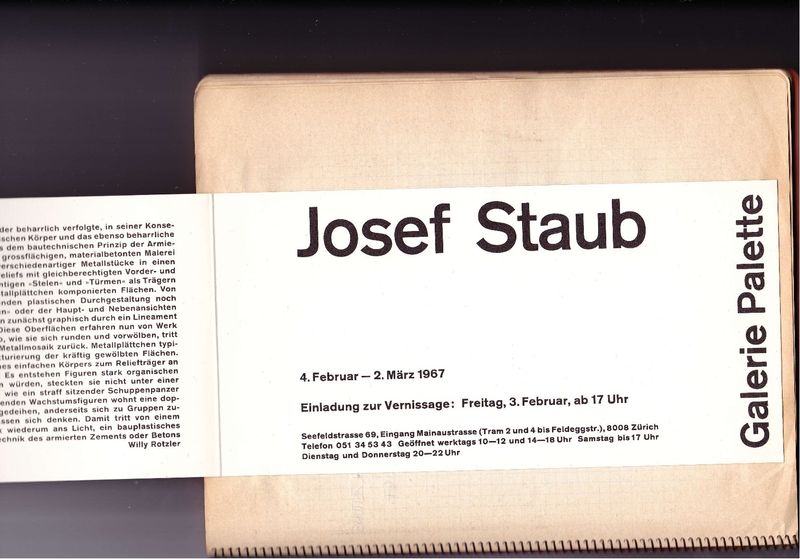 der beharrlich verfolgte, in seiner Konse-
schen Körper und das ebenso beharrliche
s dem bautechnischen Prinzip der Armie-
grossflächigen, materialbetonten Malerei
verschiedenartiger Metallstücke in einen
eliefs mit gleichberechtigten Vorder- und
htigen »Stelen« und »Türmen« als Trägern
tallplättchen komponierten Flächen. Von
nden plastischen Durchgestaltung noch
n« oder der Haupt- und Nebenansichten
n zunächst graphisch durch ein Lineament
Diese Oberflächen erfahren nun von Werk
o, wie sie sich runden und vorwölben, tritt
Metallmosaik zurück. Metallplättchen typi-
kturierung der kräftig gewölbten Flächen.
nes einfachen Körpers zum Reliefträger an
Es entstehen Figuren stark organischen
n würden, steckten sie nicht unter einer
wie ein straff sitzender Schuppenpanzer
enden Wachstumsfiguren wohnt eine dop-
gedeihen, anderseits sich zu Gruppen zu-
ssen sich denken. Damit tritt von einem
k wiederum ans Licht, ein bauplastisches
echnik des armierten Zements oder Betons
Willy Rotzler
Josef Staub
4. Februar — 2. März 1967
Einladung zur Vernissage: Freitag, 3. Februar, ab 17 Uhr
Seefeldstrasse 69, Eingang Mainaustrasse (Tram 2 und 4 bis Feldeggstr.), 8008 Zürich
Telefon 051 34 53 43 Geöffnet werktags 10—12 und 14—18 Uhr Samstag bis 17 Uhr
Dienstag und Donnerstag 20—22 Uhr
Galerie Palette